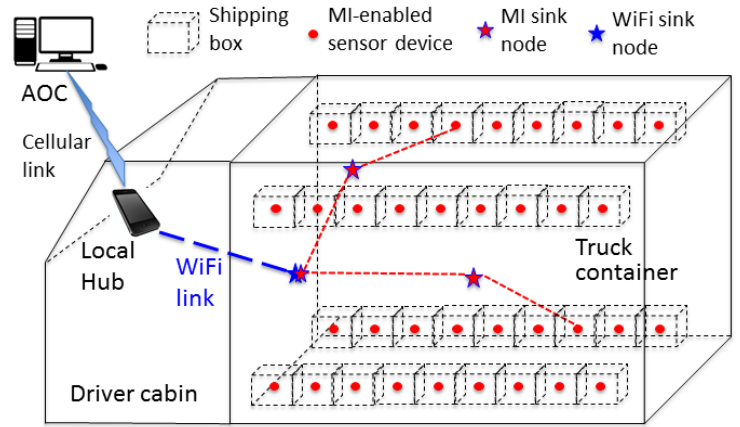 Shipping
box
MI-enabled
sensor device
MI sink
node
WiFi sink
node
AOC
Cellular
link
Local
Hub
WiFi
link
Truck
container
Driver cabin